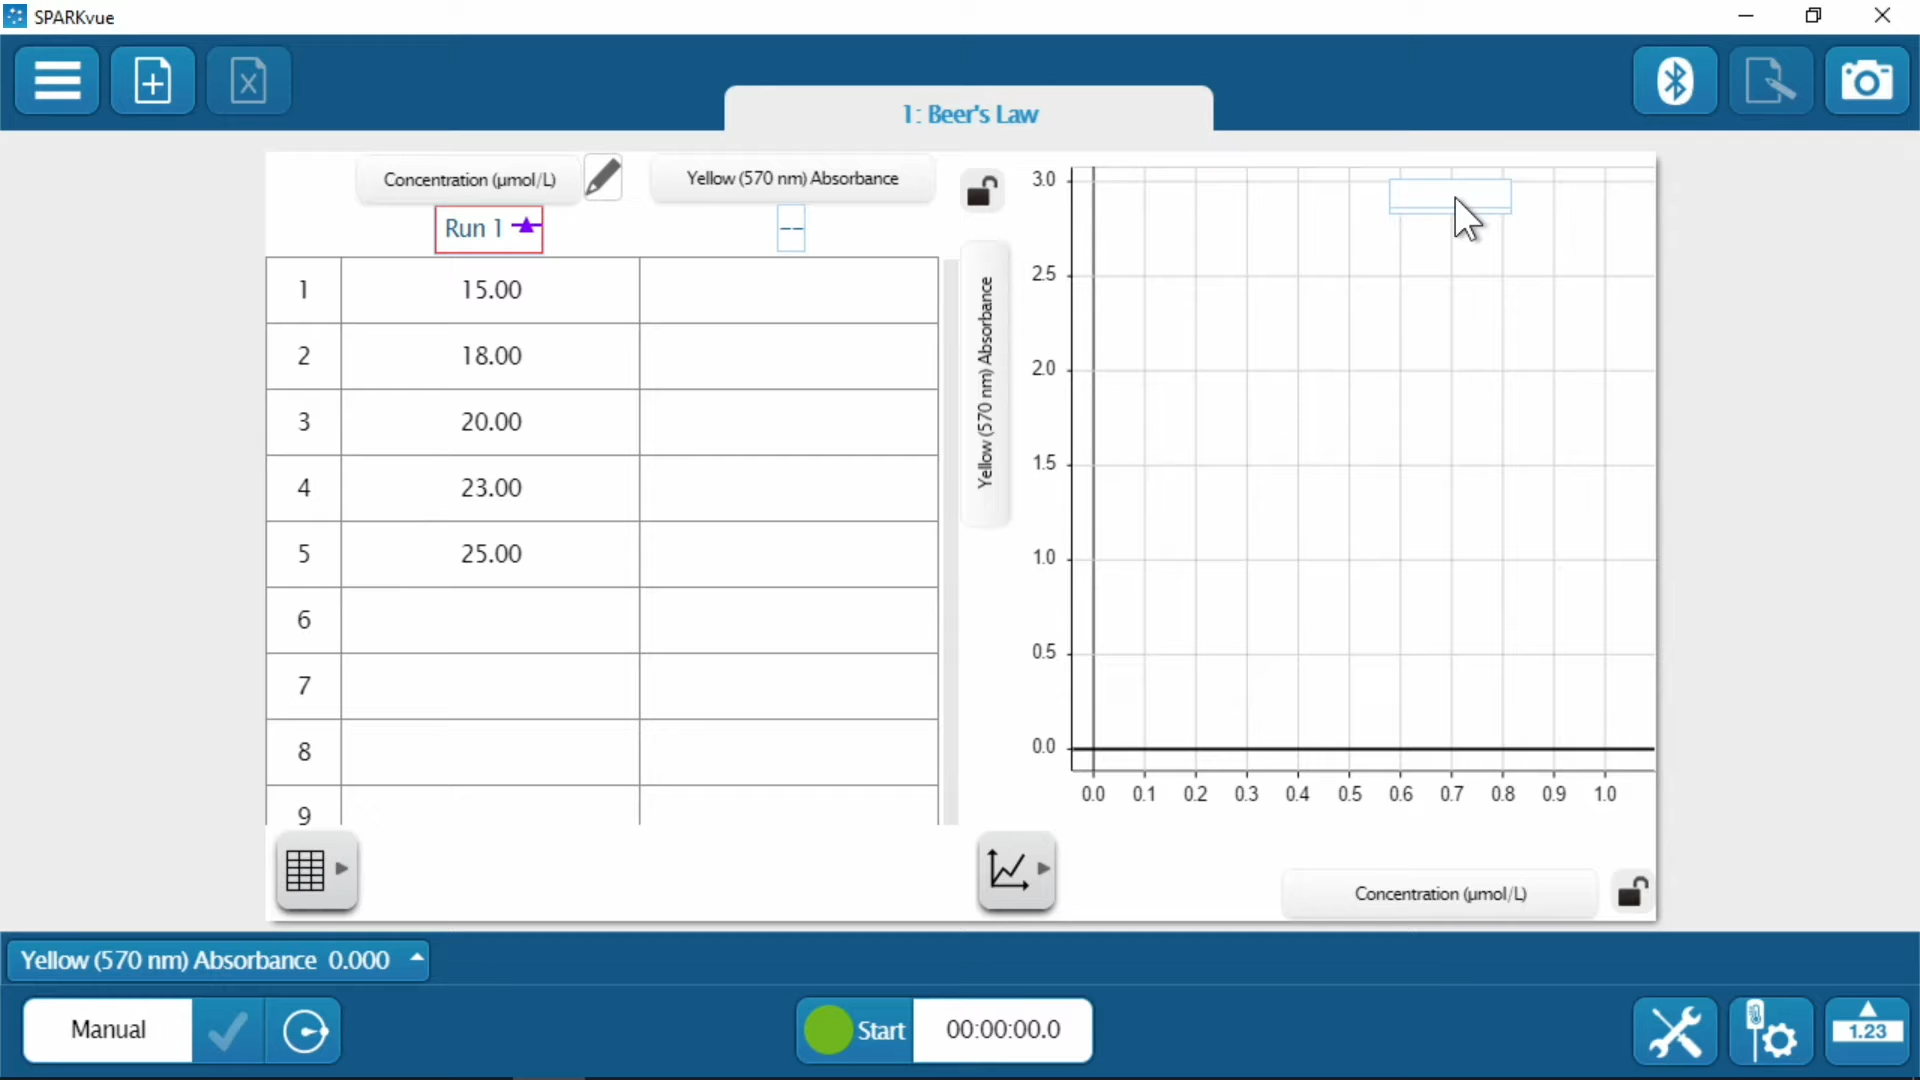 SPARKvue
1: Beer's Law
Concentration (µmol/L)
Yellow (570 nm) Absorbance
Run 1
--
1 15.00
2 18.00
3 20.00
4 23.00
5 25.00
6
7
8
9
Yellow (570 nm) Absorbance
3.0
2.5
2.0
1.5
1.0
0.5
0.0
0.0 0.1 0.2 0.3 0.4 0.5 0.6 0.7 0.8 0.9 1.0
Concentration (µmol/L)
Yellow (570 nm) Absorbance 0.000
Manual
Start
00:00:00.0
1.23